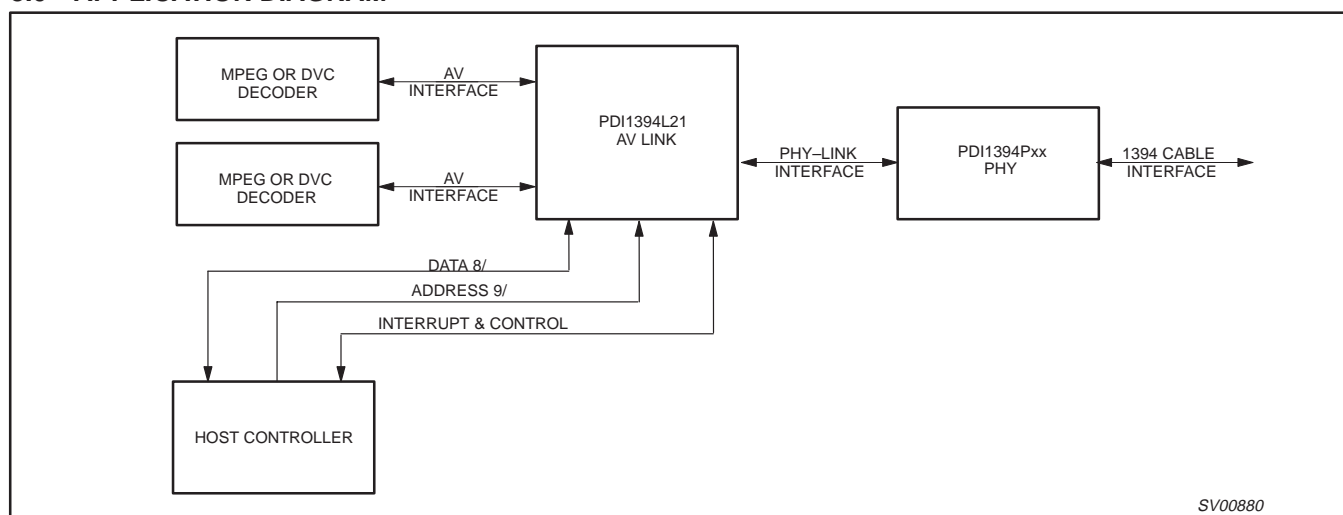 MPEG OR DVC
DECODER
AV
INTERFACE
PDI1394L21
AV LINK
PHY–LINK
INTERFACE
PDI1394Pxx
PHY
1394 CABLE
INTERFACE
MPEG OR DVC
DECODER
AV
INTERFACE
DATA 8/
ADDRESS 9/
INTERRUPT & CONTROL
HOST CONTROLLER
SV00880